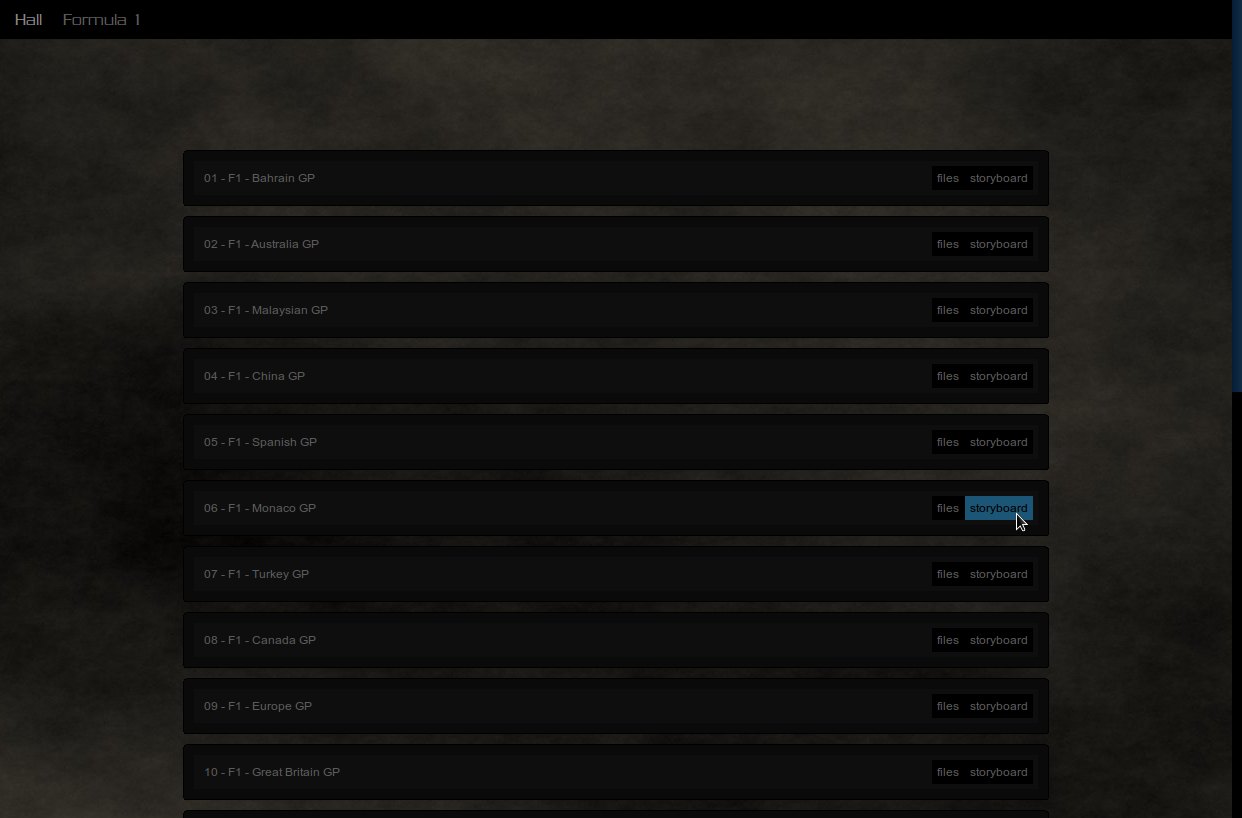 Hall Formula 1
01 - F1 - Bahrain GP files storyboard
02 - F1 - Australia GP files storyboard
03 - F1 - Malaysian GP files storyboard
04 - F1 - China GP files storyboard
05 - F1 - Spanish GP files storyboard
06 - F1 - Monaco GP files storyboard
07 - F1 - Turkey GP files storyboard
08 - F1 - Canada GP files storyboard
09 - F1 - Europe GP files storyboard
10 - F1 - Great Britain GP files storyboard